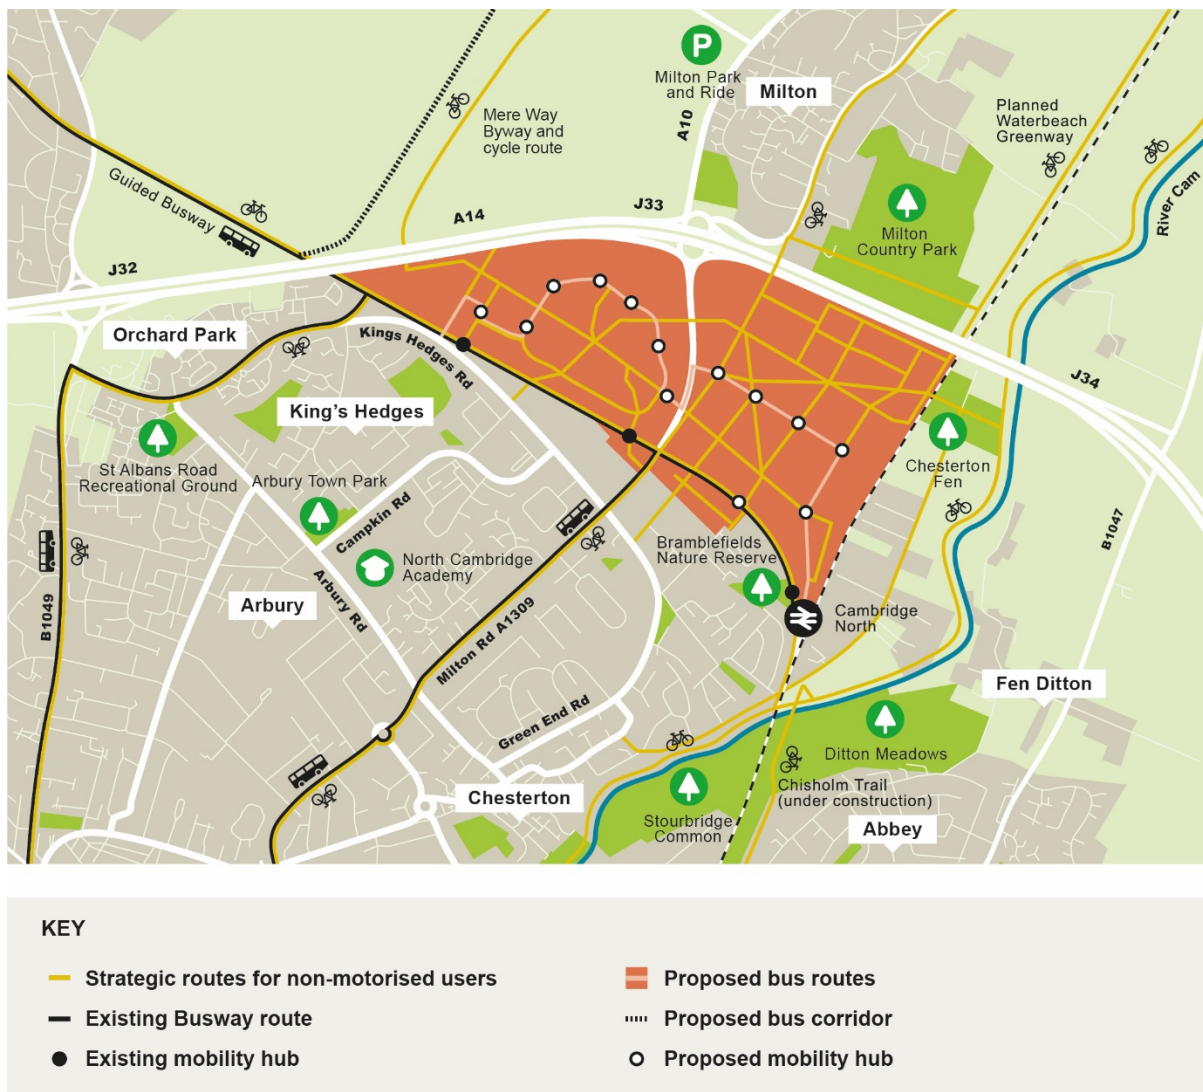 P
Milton Park
and Ride
Milton
A10
Planned
Waterbeach
Greenway
Mere Way
Byway and
cycle route
River Cam
Guided Busway
A14
J33
Milton
Country Park
J32
Orchard Park
Kings Hedges Rd
J34
King's Hedges
St Albans Road
Recreational Ground
Arbury Town Park
Chesterton
Fen
Campkin Rd
B1047
Bramblefields
Nature Reserve
North Cambridge
Academy
B1049
Arbury
Arbury Rd
Milton Rd A1309
Cambridge
North
Fen Ditton
Green End Rd
Ditton Meadows
Chesterton
Chisholm Trail
(under construction)
Stourbridge
Common
Abbey
KEY
Strategic routes for non-motorised users
Proposed bus routes
Existing Busway route
Proposed bus corridor
Existing mobility hub
Proposed mobility hub